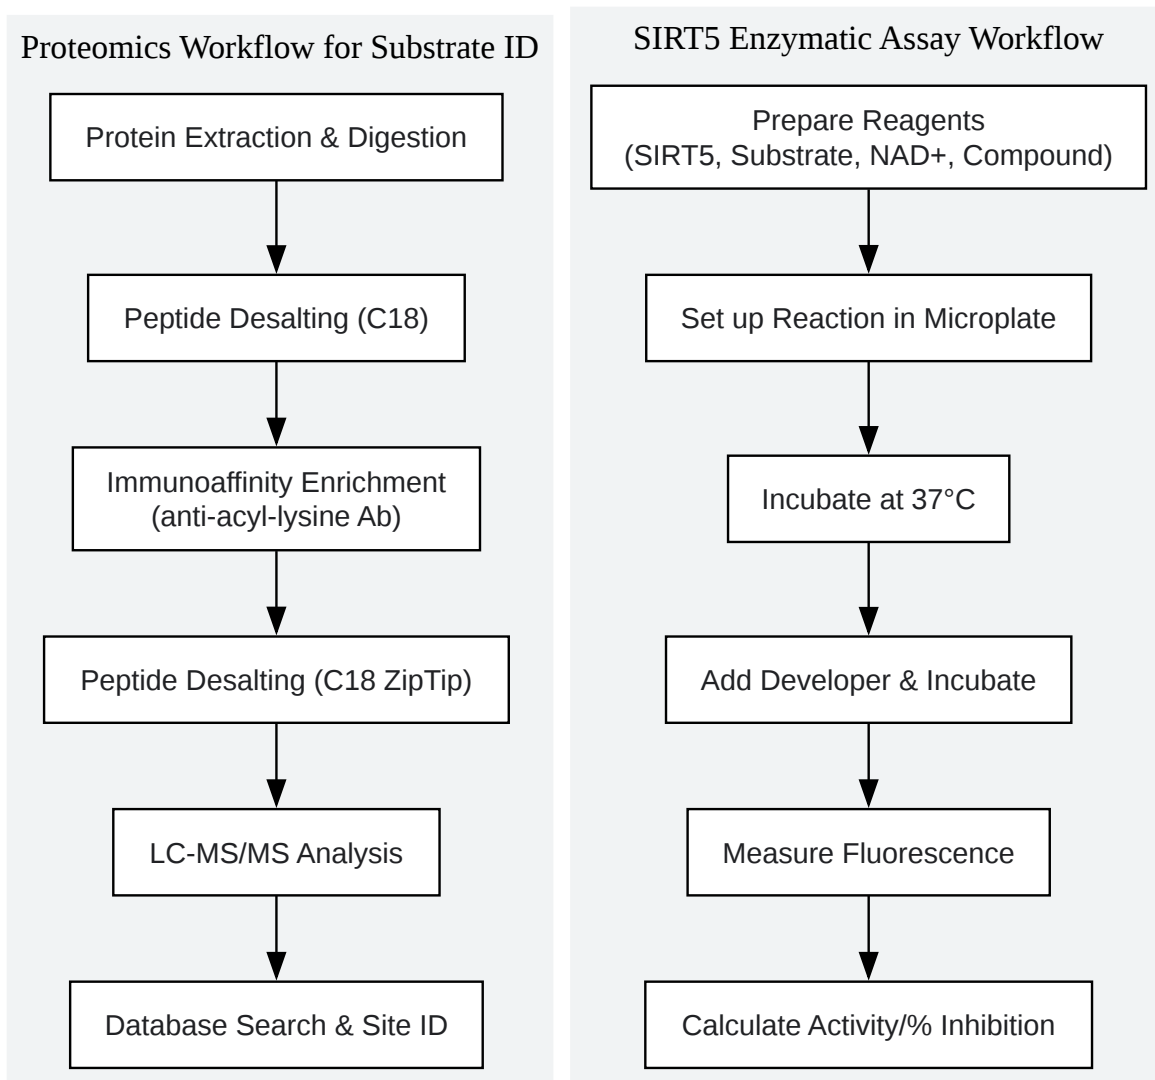 Proteomics Workflow for Substrate ID
Protein Extraction & Digestion
Peptide Desalting (C18)
Immunoaffinity Enrichment
(anti-acyl-lysine Ab)
Peptide Desalting (C18 ZipTip)
LC-MS/MS Analysis
Database Search & Site ID
SIRT5 Enzymatic Assay Workflow
Prepare Reagents
(SIRT5, Substrate, NAD+, Compound)
Set up Reaction in Microplate
Incubate at 37°C
Add Developer & Incubate
Measure Fluorescence
Calculate Activity/% Inhibition